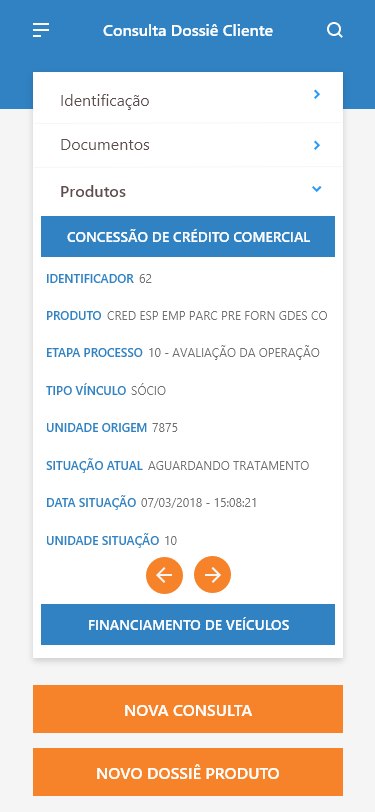 Consulta Dossiê Cliente
Identificação
Documentos
Produtos
CONCESSÃO DE CRÉDITO COMERCIAL
IDENTIFICADOR 62
PRODUTO CRED ESP EMP PARC PRE FORN GDES CO
ETAPA PROCESSO 10 - AVALIAÇÃO DA OPERAÇÃO
TIPO VÍNCULO SÓCIO
UNIDADE ORIGEM 7875
SITUAÇÃO ATUAL AGUARDANDO TRATAMENTO
DATA SITUAÇÃO 07/03/2018 - 15:08:21
UNIDADE SITUAÇÃO 10
FINANCIAMENTO DE VEÍCULOS
NOVA CONSULTA
NOVO DOSSIÊ PRODUTO